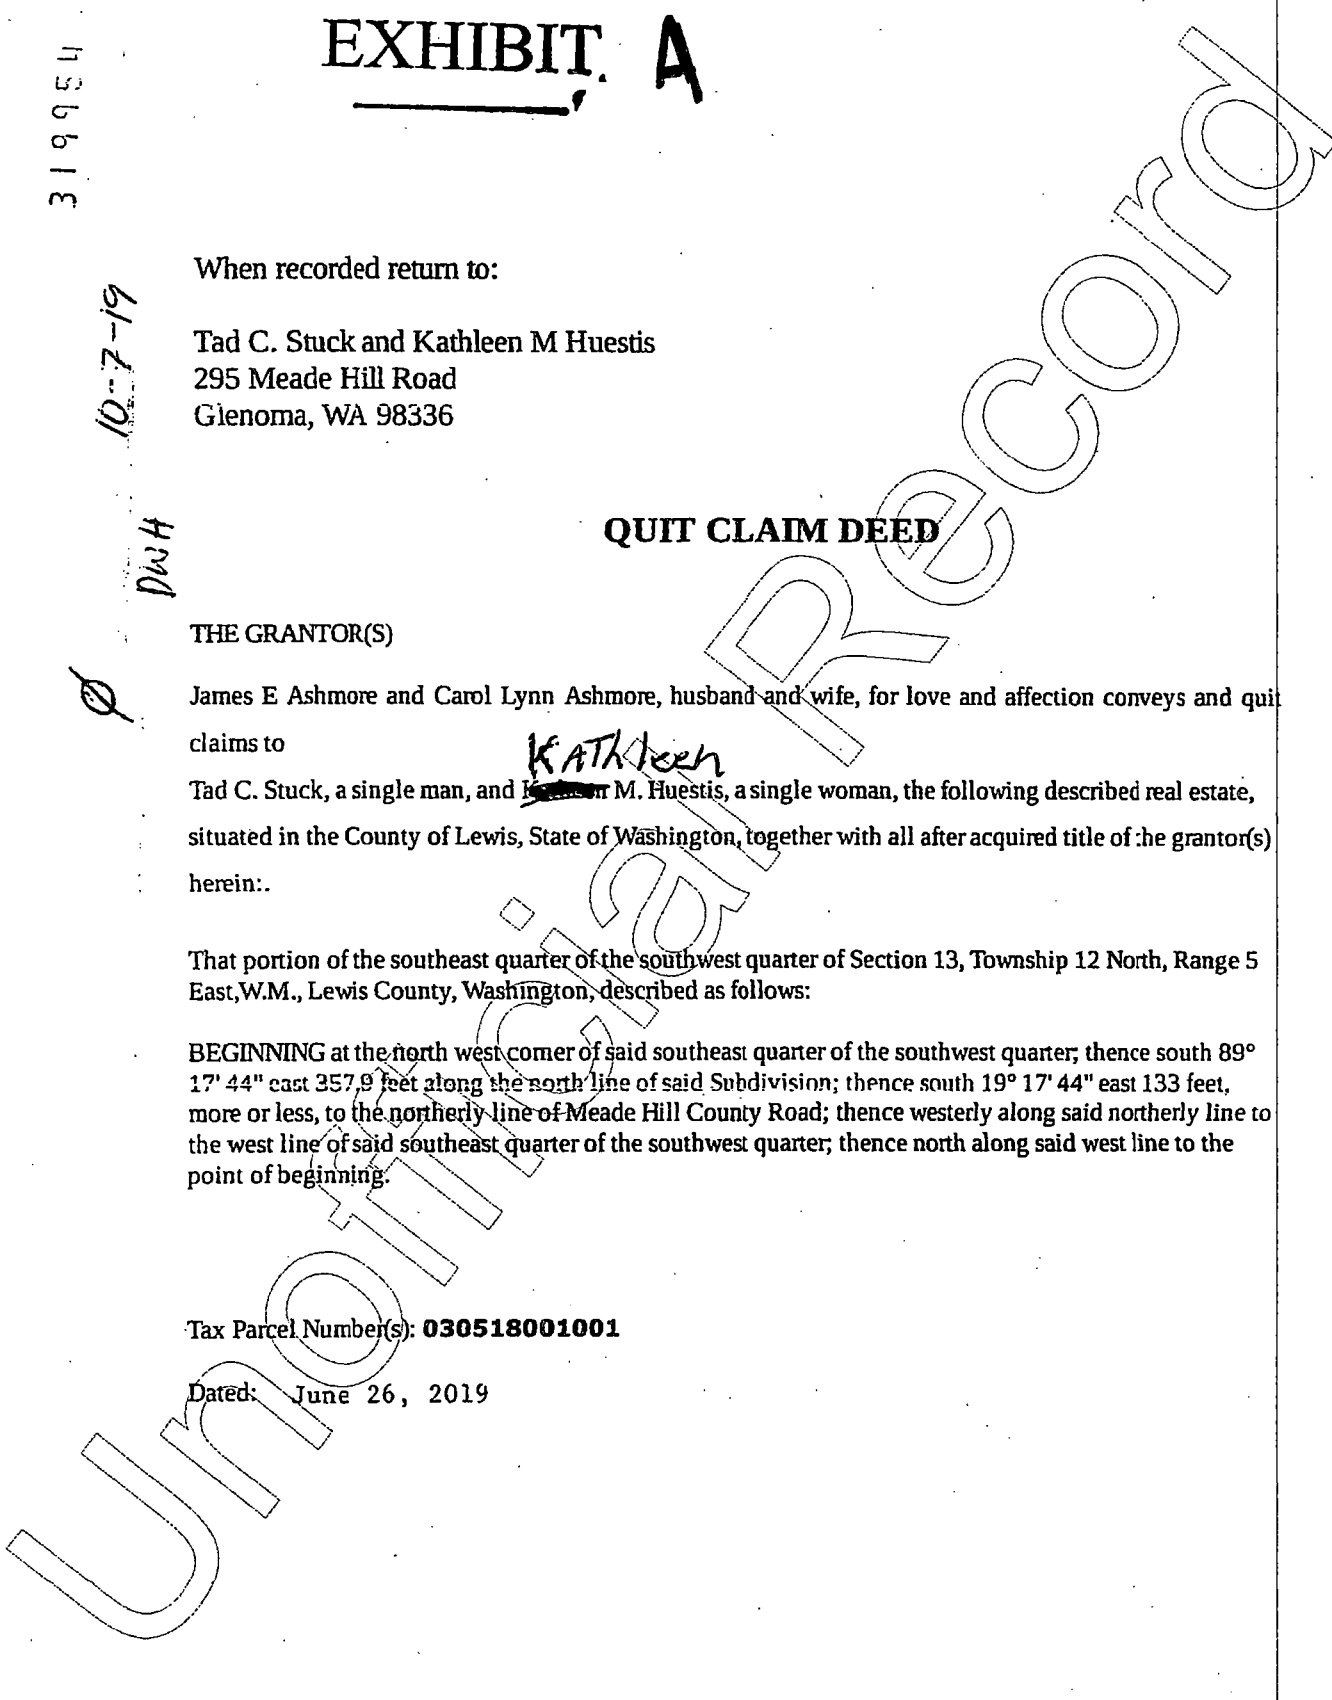 EXHIBIT A
319654
When recorded return to:
10-7-19
Tad C. Stuck and Kathleen M Huestis
295 Meade Hill Road
Glenoma, WA 98336
DWH
QUIT CLAIM DEED
THE GRANTOR(S)
James E Ashmore and Carol Lynn Ashmore, husband and wife, for love and affection conveys and quit
claims to
KAThleen
Tad C. Stuck, a single man, and M. Huestis, a single woman, the following described real estate,
situated in the County of Lewis, State of Washington, together with all after acquired title of :he grantor(s)
herein:.
That portion of the southeast quarter of the southwest quarter of Section 13, Township 12 North, Range 5
East,W.M., Lewis County, Washington, described as follows:
BEGINNING at the north west corner of said southeast quarter of the southwest quarter; thence south 89°
17' 44" east 357.9 feet along the north line of said Subdivision; thence south 19° 17' 44" east 133 feet,
more or less, to the northerly line of Meade Hill County Road; thence westerly along said northerly line to
the west line of said southeast quarter of the southwest quarter; thence north along said west line to the
point of beginning.
Tax Parcel Number(s): 030518001001
Dated: June 26, 2019
Unofficial Record